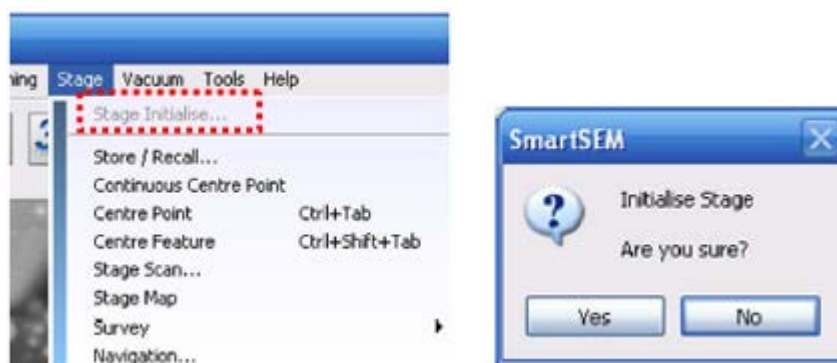 Stage Vacuum Tools Help
Stage Initialise...
Store / Recall...
Continuous Centre Point
Centre Point Ctrl+Tab
Centre Feature Ctrl+Shift+Tab
Stage Scan...
Stage Map
Survey
Navigation...
SmartSEM
Initialise Stage
Are you sure?
Yes No